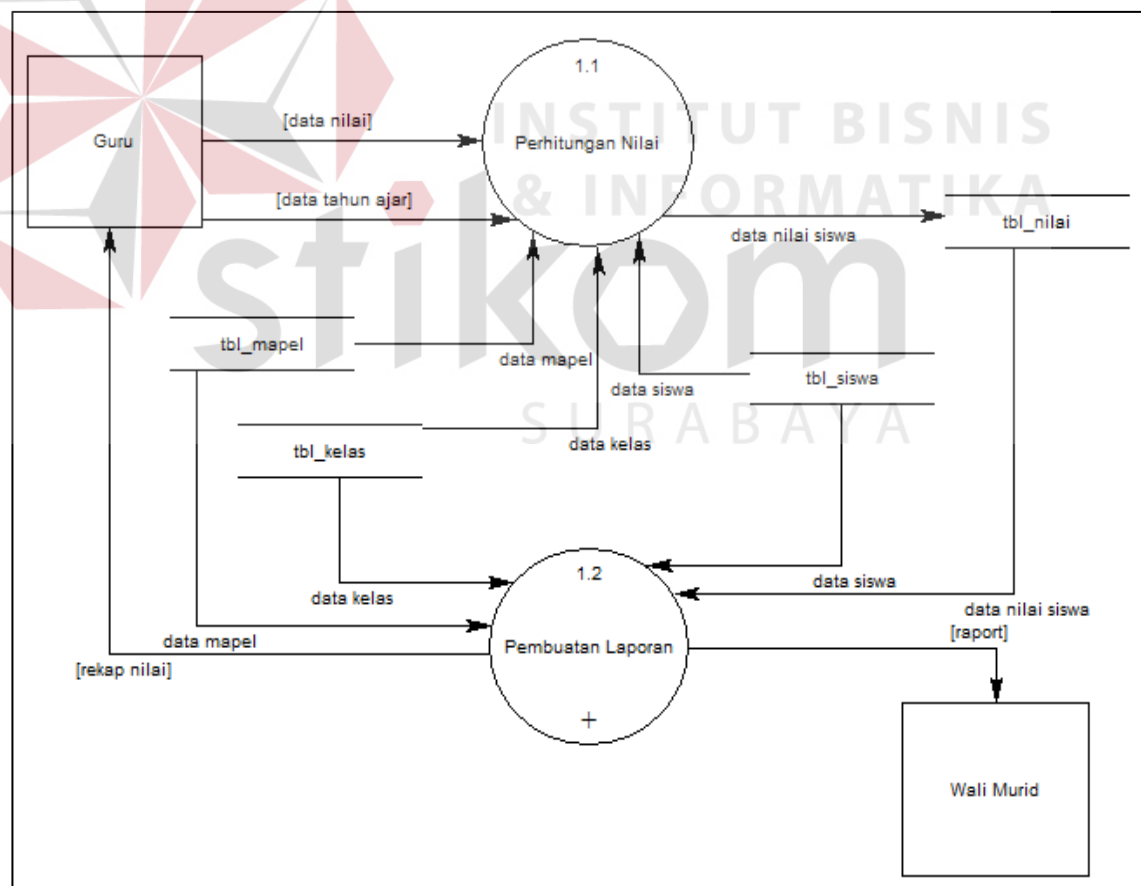 1.1
INSTITUT BISNIS
[data nilai]
Guru
Perhitungan Nilai
& INFORMATIKA
[data tahun ajar]
tbl_nilai
data nilai siswa
stikom
tbl_mapel
data mapel
tbl_siswa
data siswa
SURABAYA
data kelas
tbl_kelas
1.2
data siswa
data kelas
data nilai siswa
[raport]
data mapel
Pembuatan Laporan
[rekap nilai]
+
Wali Murid